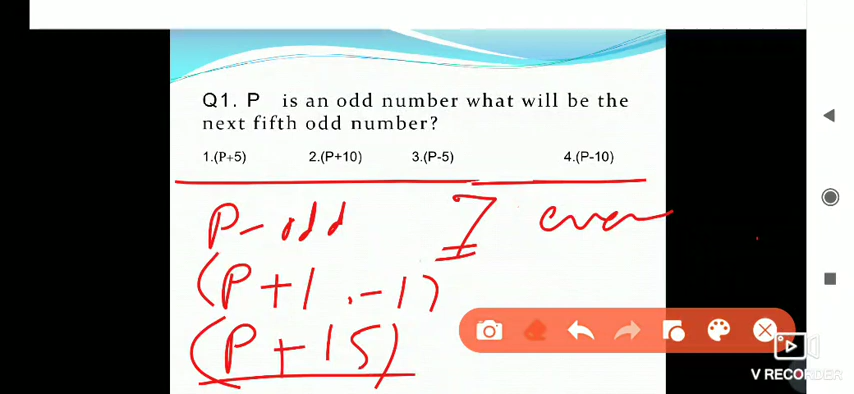 Q1. P is an odd number what will be the
next fifth odd number?
1.(P+5) 2.(P+10) 3.(P-5) 4.(P-10)
P- odd I even
(P+1, -1)
(P+15)
V RECORDER